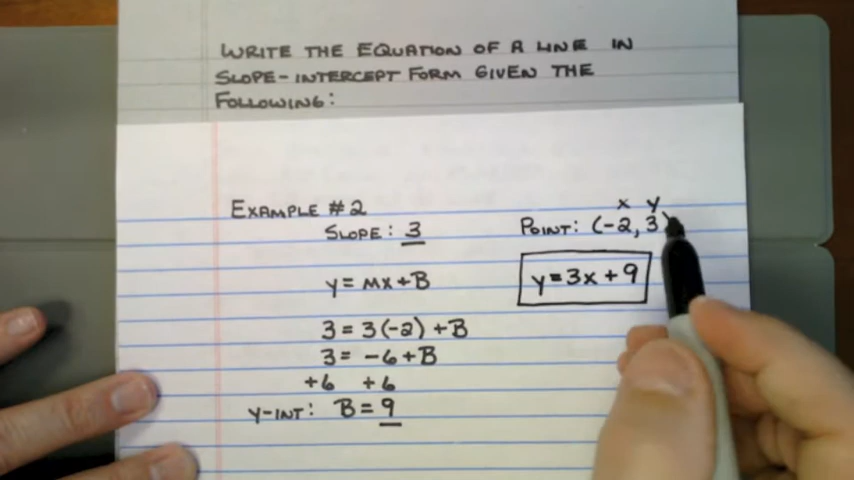 WRITE THE EQUATION OF A LINE IN
SLOPE-INTERCEPT FORM GIVEN THE
FOLLOWING:
EXAMPLE #2
SLOPE: 3
x y
POINT: (-2, 3)
y = mx + B
y = 3x + 9
3 = 3(-2) + B
3 = -6 + B
+6 +6
y-INT: B = 9